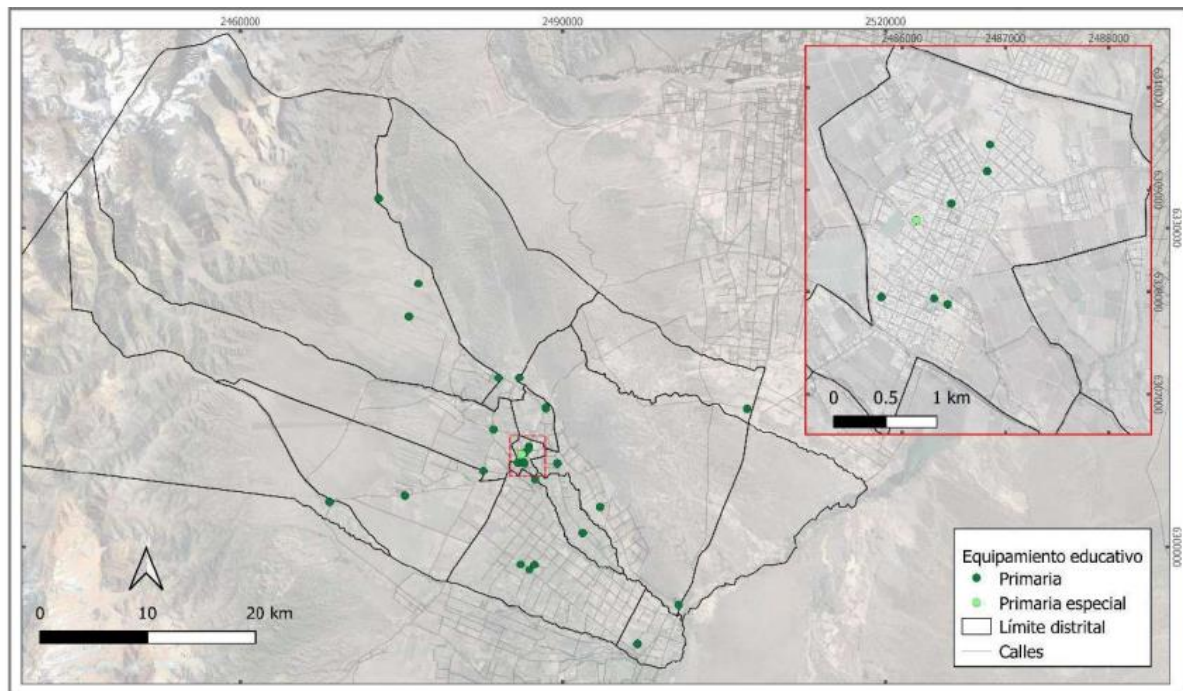 2460000
2490000
2520000
2486000
2487000
2488000
6310000
6309000
6308000
6307000
6330000
6300000
0 0.5 1 km
Equipamiento educativo
Primaria
Primaria especial
Límite distrital
Calles
0 10 20 km